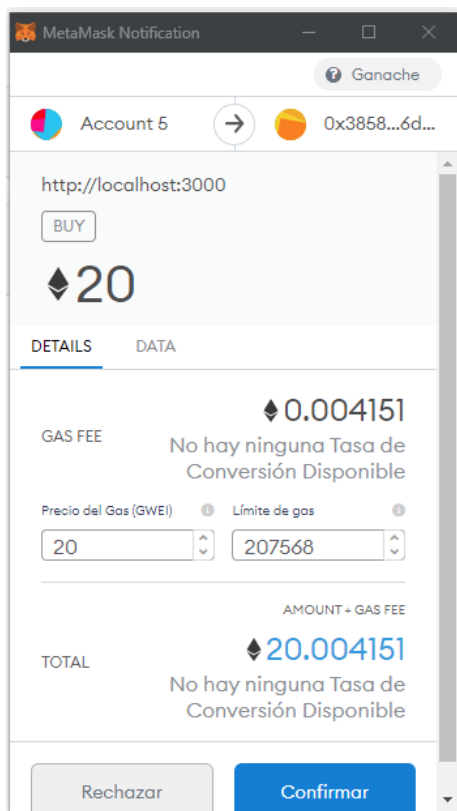 MetaMask Notification
Ganache
Account 5
0x3858...6d...
http://localhost:3000
BUY
20
DETAILS DATA
0.004151
GAS FEE
No hay ninguna Tasa de
Conversión Disponible
Precio del Gas (GWEI) Límite de gas
20 207568
AMOUNT + GAS FEE
20.004151
TOTAL
No hay ninguna Tasa de
Conversión Disponible
Rechazar Confirmar